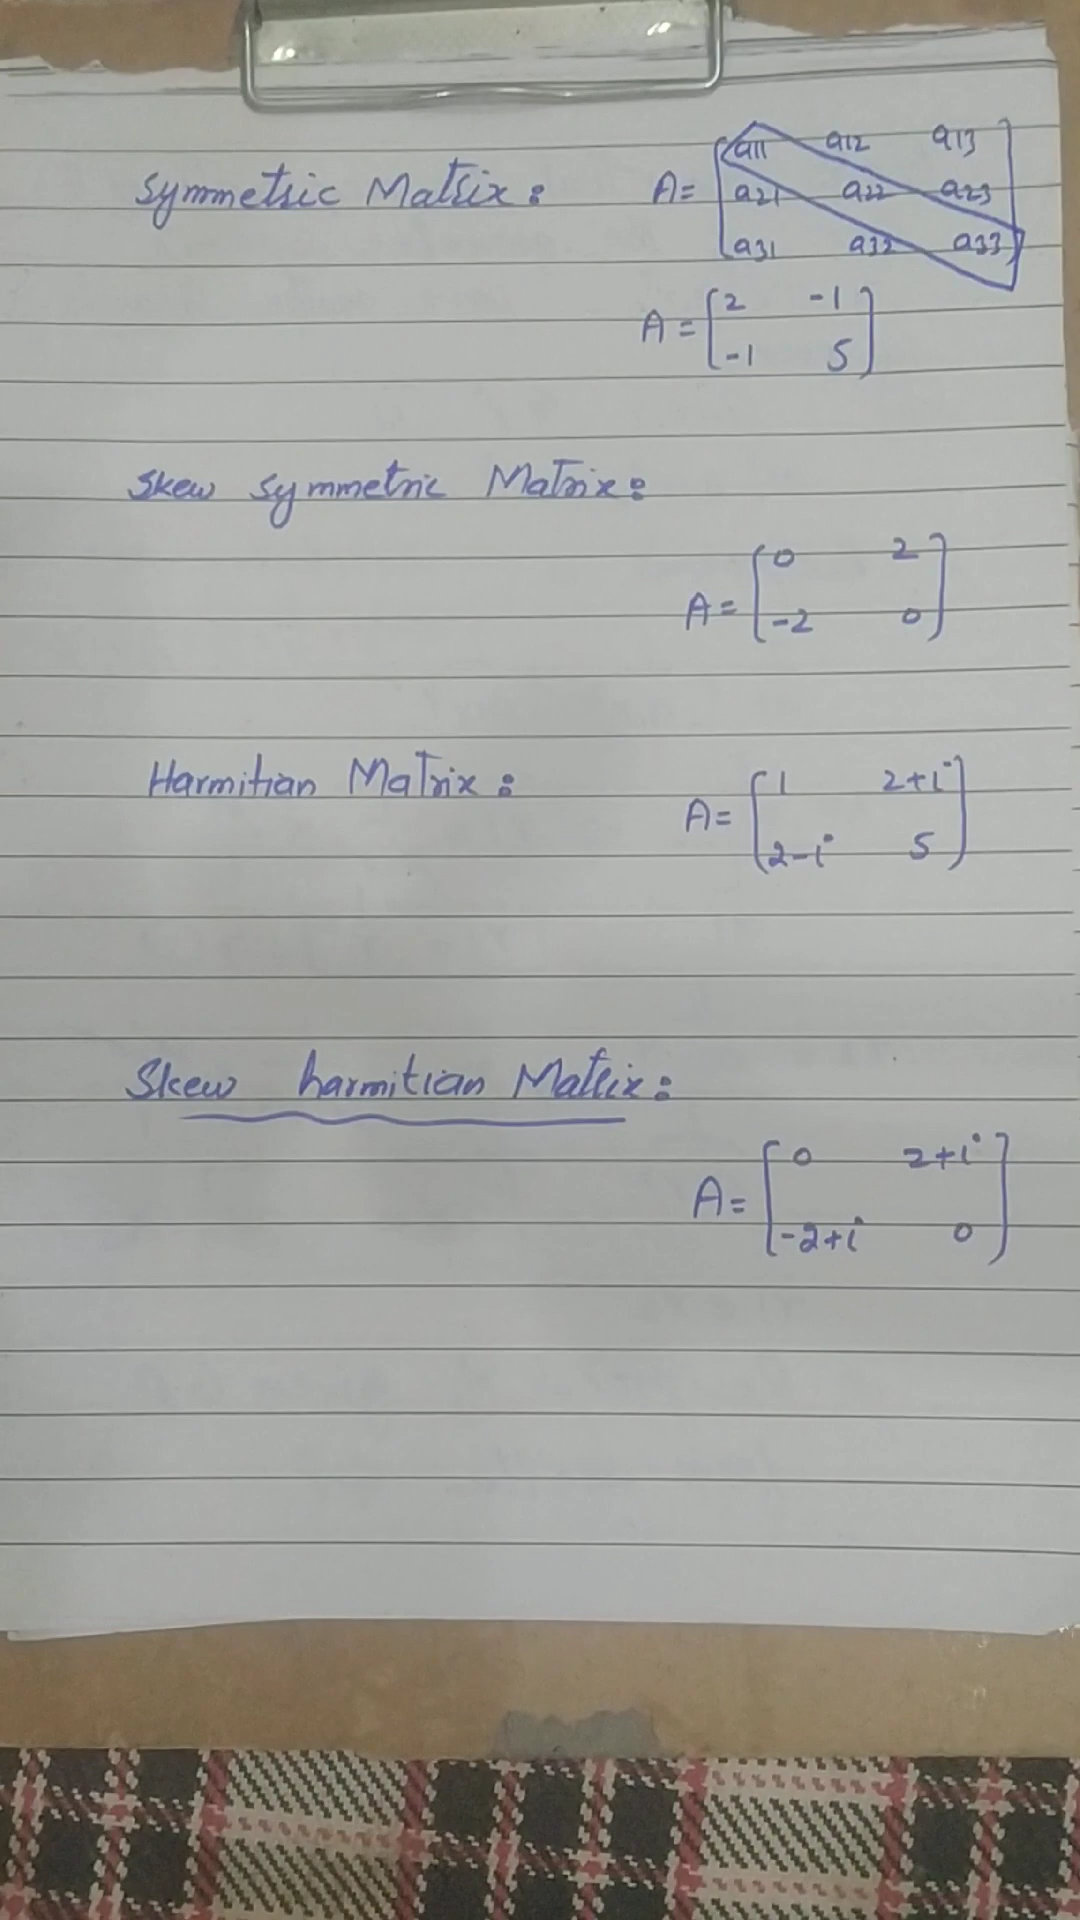 Symmetric Matrix:
A = [a11 a12 a13
a21 a22 a23
a31 a32 a33]
A = [2 -1
-1 5]
Skew Symmetric Matrix:
A = [0 2
-2 0]
Harmitian Matrix:
A = [1 2+i
2-i 5]
Skew harmitian Matrix:
A = [0 2+i
-2+i 0]